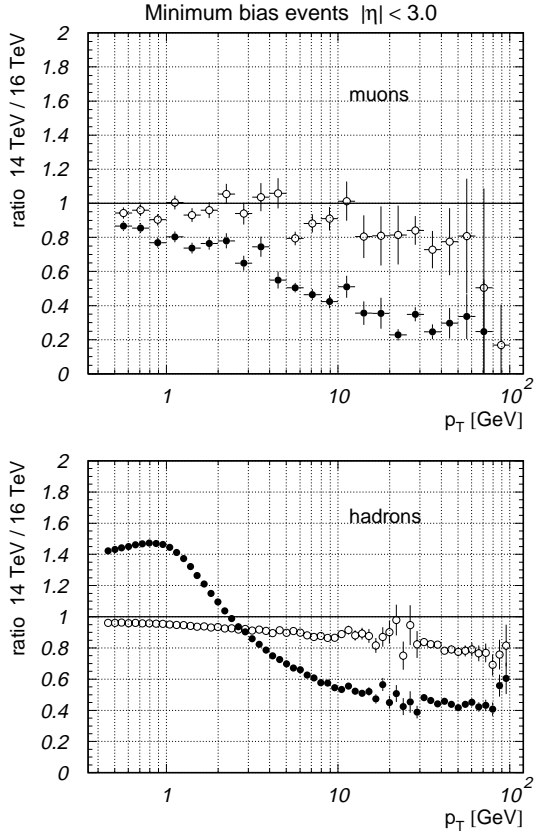 Minimum bias events |η| < 3.0
ratio 14 TeV / 16 TeV
2
1.8
1.6
1.4
1.2
1
0.8
0.6
0.4
0.2
0
muons
1 10 10²
p_T [GeV]
ratio 14 TeV / 16 TeV
2
1.8
1.6
1.4
1.2
1
0.8
0.6
0.4
0.2
0
hadrons
1 10 10²
p_T [GeV]